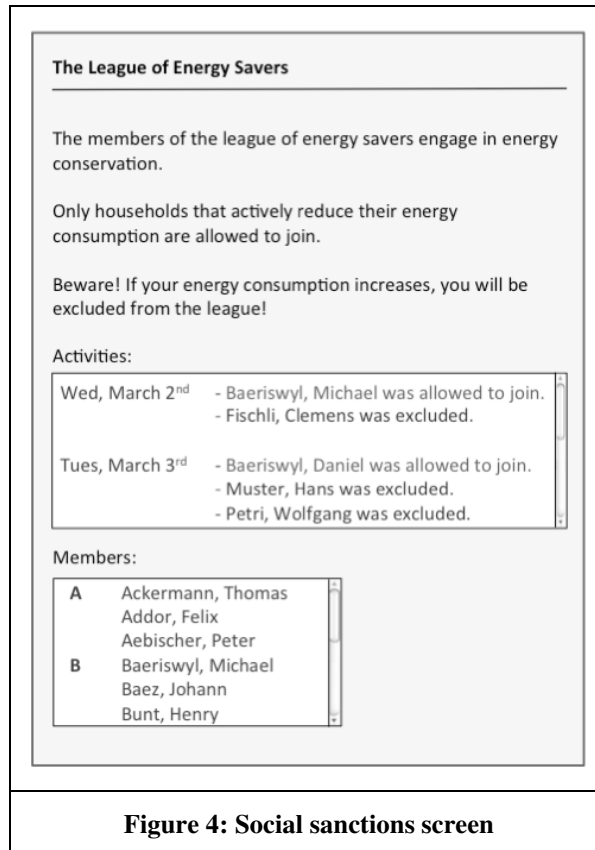 The League of Energy Savers
The members of the league of energy savers engage in energy
conservation.
Only households that actively reduce their energy
consumption are allowed to join.
Beware! If your energy consumption increases, you will be
excluded from the league!
Activities:
Wed, March 2nd - Baeriswyl, Michael was allowed to join.
- Fischli, Clemens was excluded.
Tues, March 3rd - Baeriswyl, Daniel was allowed to join.
- Muster, Hans was excluded.
- Petri, Wolfgang was excluded.
Members:
A Ackermann, Thomas
Addor, Felix
Aebischer, Peter
B Baeriswyl, Michael
Baez, Johann
Bunt, Henry
Figure 4: Social sanctions screen